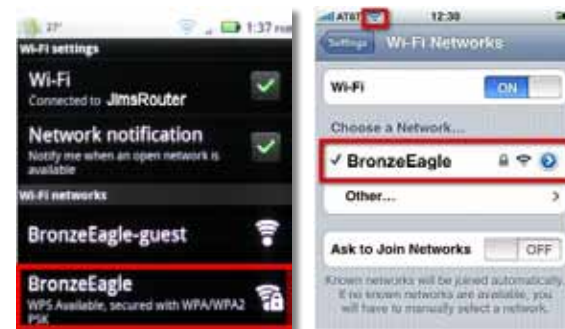 27°
1:37 PM
Wi-Fi settings
Wi-Fi
Connected to JimsRouter
Network notification
Notify me when an open network is
available
Wi-Fi networks
BronzeEagle-guest
BronzeEagle
WPS Available, secured with WPA/WPA2
PSK
AT&T
12:30
Settings
Wi-Fi Networks
Wi-Fi
ON
Choose a Network...
BronzeEagle
Other...
Ask to Join Networks
OFF
Known networks will be joined automatically.
If no known networks are available, you
will have to manually select a network.